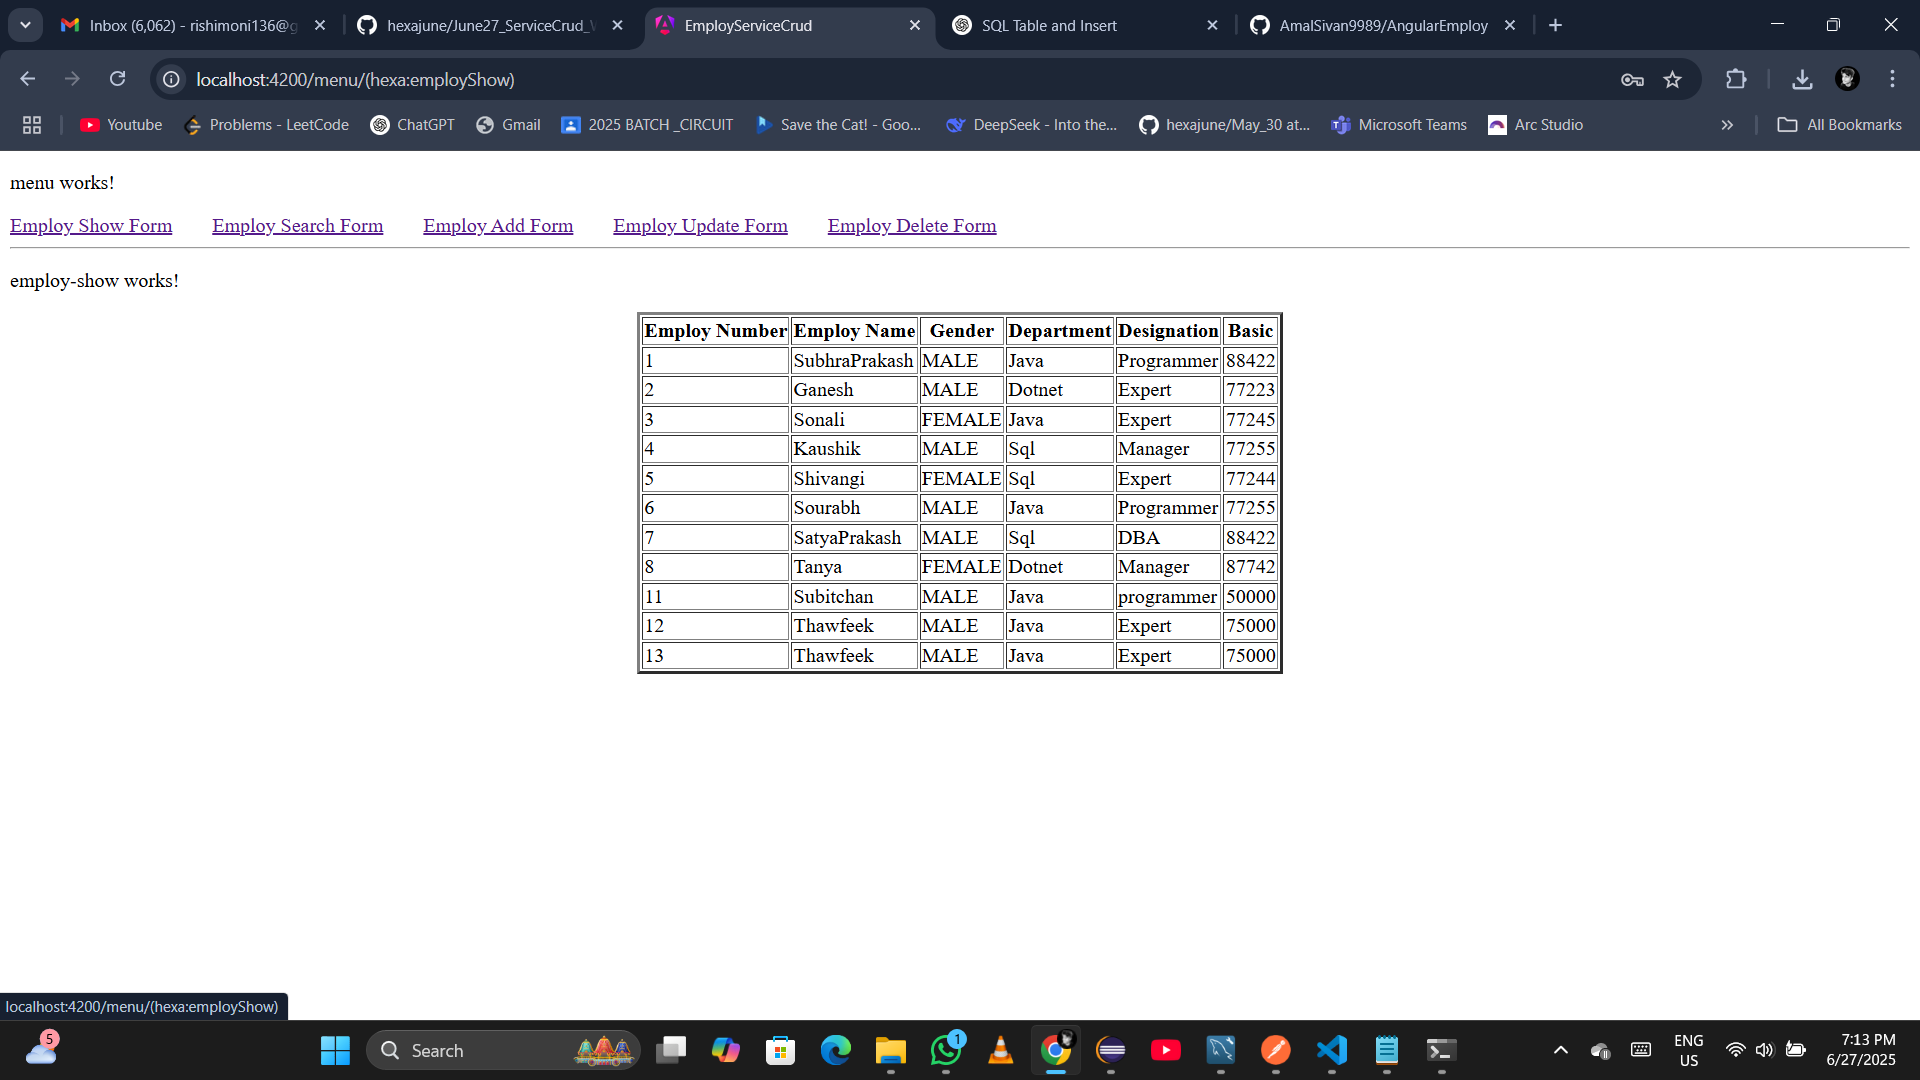 Inbox (6,062) - rishimoni136@g
hexajune/June27_ServiceCrud_
EmployServiceCrud
SQL Table and Insert
AmalSivan9989/AngularEmploy
localhost:4200/menu/(hexa:employShow)
Youtube
Problems - LeetCode
ChatGPT
Gmail
2025 BATCH _CIRCUIT
Save the Cat! - Goo...
DeepSeek - Into the...
hexajune/May_30 at...
Microsoft Teams
Arc Studio
All Bookmarks
menu works!
Employ Show Form Employ Search Form Employ Add Form Employ Update Form Employ Delete Form
employ-show works!
Employ Number Employ Name Gender Department Designation Basic
1 SubhraPrakash MALE Java Programmer 88422
2 Ganesh MALE Dotnet Expert 77223
3 Sonali FEMALE Java Expert 77245
4 Kaushik MALE Sql Manager 77255
5 Shivangi FEMALE Sql Expert 77244
6 Sourabh MALE Java Programmer 77255
7 SatyaPrakash MALE Sql DBA 88422
8 Tanya FEMALE Dotnet Manager 87742
11 Subitchan MALE Java programmer 50000
12 Thawfeek MALE Java Expert 75000
13 Thawfeek MALE Java Expert 75000
localhost:4200/menu/(hexa:employShow)
5
Search
1
ENG
US
7:13 PM
6/27/2025